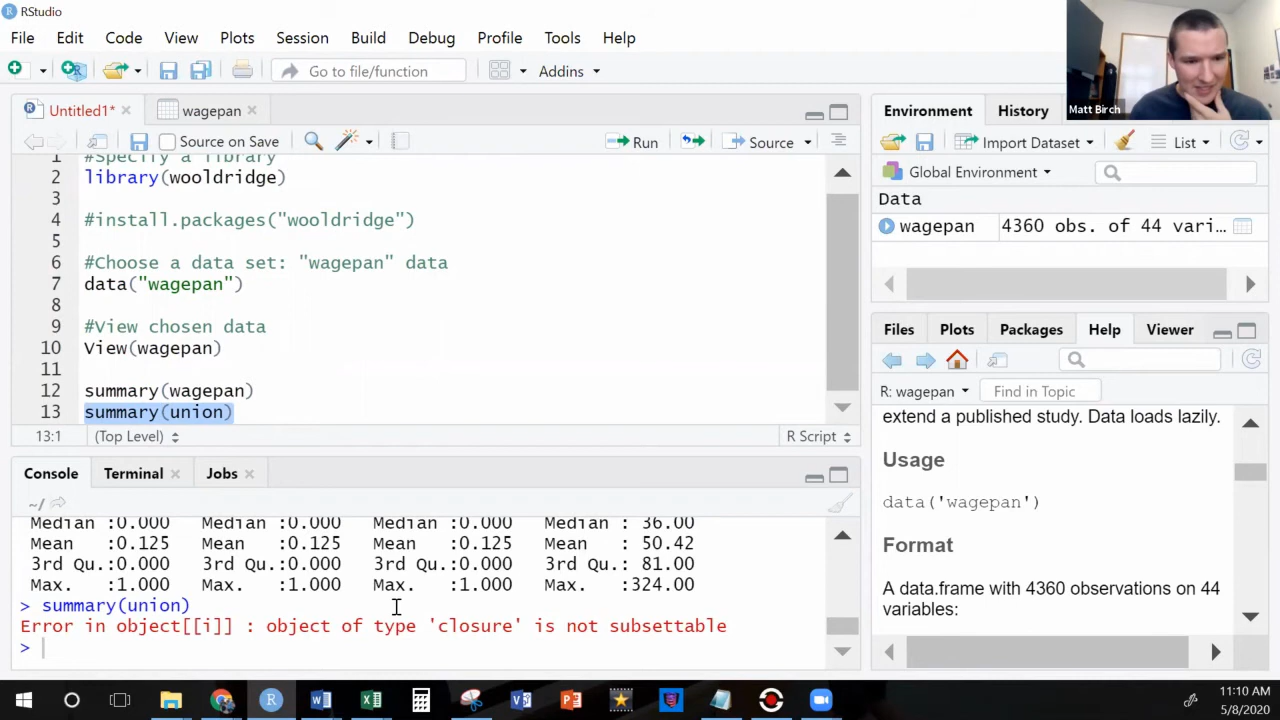 RStudio
File Edit Code View Plots Session Build Debug Profile Tools Help
Go to file/function
Addins
Matt Birch
Untitled1*
wagepan
Source on Save
Run
Source
1 #Specify a library
2 library(wooldridge)
3
4 #install.packages("wooldridge")
5
6 #Choose a data set: "wagepan" data
7 data("wagepan")
8
9 #View chosen data
10 View(wagepan)
11
12 summary(wagepan)
13 summary(union)
13:1 (Top Level) R Script
Console Terminal Jobs
~/
Median :0.000 Median :0.000 Median :0.000 Median : 36.00
Mean :0.125 Mean :0.125 Mean :0.125 Mean : 50.42
3rd Qu.:0.000 3rd Qu.:0.000 3rd Qu.:0.000 3rd Qu.: 81.00
Max. :1.000 Max. :1.000 Max. :1.000 Max. :324.00
> summary(union)
Error in object[[i]] : object of type 'closure' is not subsettable
>
Environment History
Import Dataset List
Global Environment
Data
wagepan 4360 obs. of 44 vari…
Files Plots Packages Help Viewer
R: wagepan Find in Topic
extend a published study. Data loads lazily.
Usage
data('wagepan')
Format
A data.frame with 4360 observations on 44
variables:
11:10 AM
5/8/2020